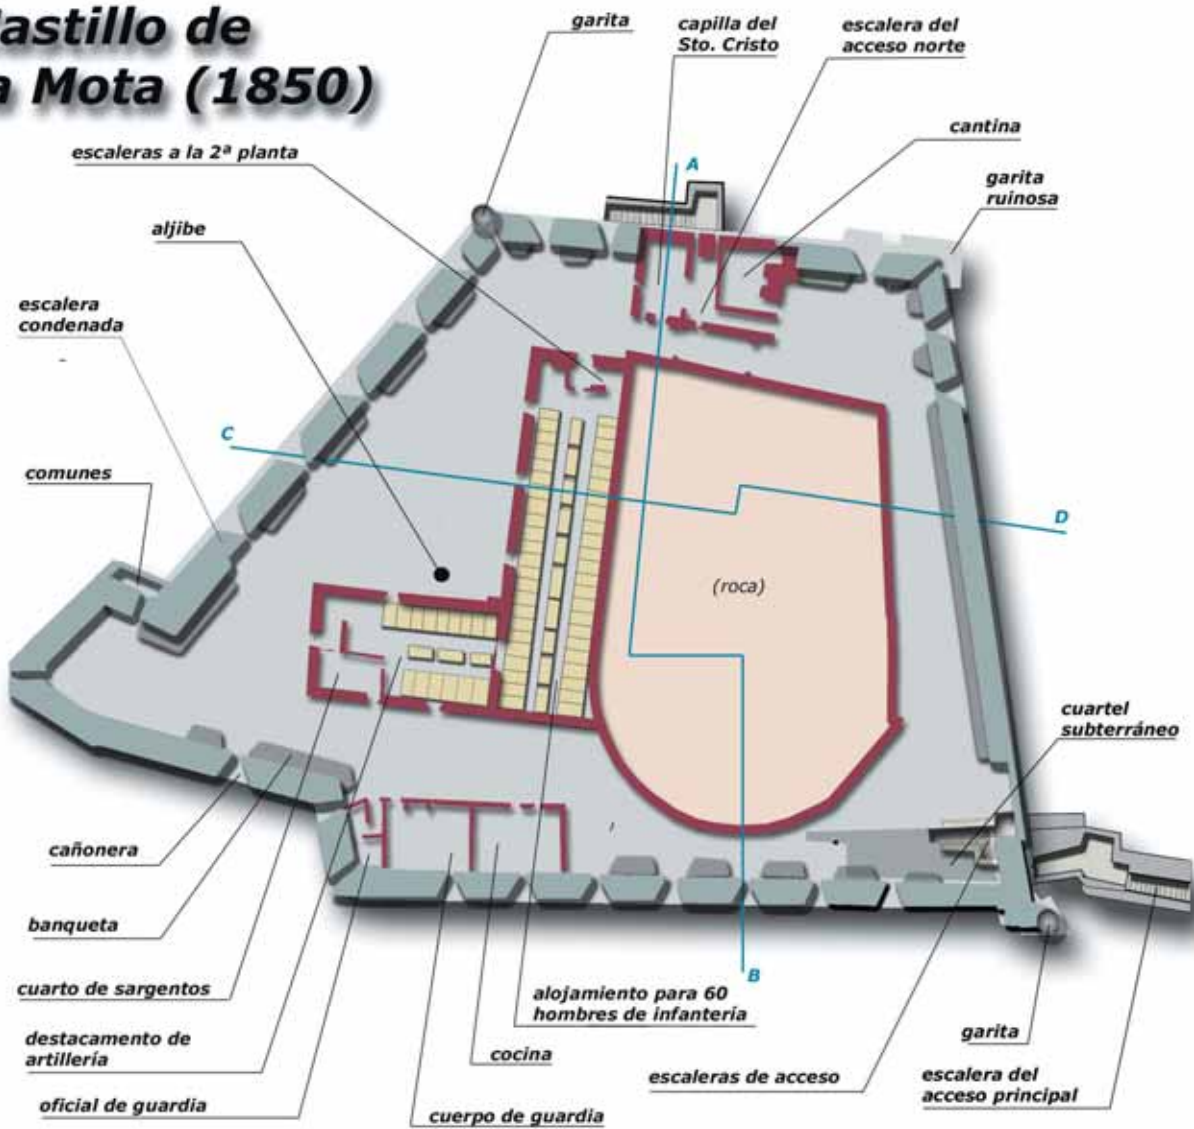 astillo de
a Mota (1850)
garita
capilla del
Sto. Cristo
escalera del
acceso norte
cantina
escaleras a la 2ª planta
A
garita
ruinosa
aljibe
escalera
condenada
C
comunes
D
(roca)
cuartel
subterráneo
cañonera
banqueta
B
cuarto de sargentos
alojamiento para 60
hombres de infantería
garita
destacamento de
artillería
cocina
escaleras de acceso
escalera del
acceso principal
oficial de guardia
cuerpo de guardia